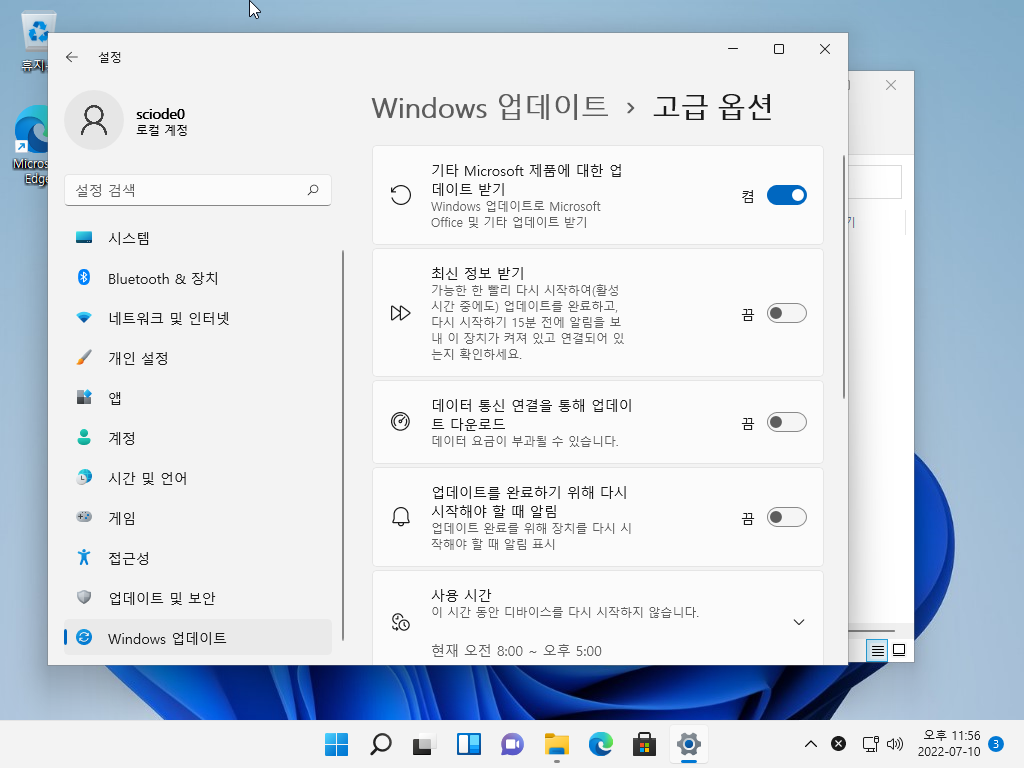 휴지
Micros
Edge
설정
sciode0
로컬 계정
설정 검색
시스템
Bluetooth & 장치
네트워크 및 인터넷
개인 설정
앱
계정
시간 및 언어
게임
접근성
업데이트 및 보안
Windows 업데이트
Windows 업데이트 › 고급 옵션
기타 Microsoft 제품에 대한 업
데이트 받기
Windows 업데이트로 Microsoft
Office 및 기타 업데이트 받기
켬
최신 정보 받기
가능한 한 빨리 다시 시작하여(활성
시간 중에도) 업데이트를 완료하고,
다시 시작하기 15분 전에 알림을 보
내 이 장치가 켜져 있고 연결되어 있
는지 확인하세요.
끔
데이터 통신 연결을 통해 업데이
트 다운로드
데이터 요금이 부과될 수 있습니다.
끔
업데이트를 완료하기 위해 다시
시작해야 할 때 알림
업데이트 완료를 위해 장치를 다시 시
작해야 할 때 알림 표시
끔
사용 시간
이 시간 동안 디바이스를 다시 시작하지 않습니다.
현재 오전 8:00 ~ 오후 5:00
기
오후 11:56
2022-07-10
3